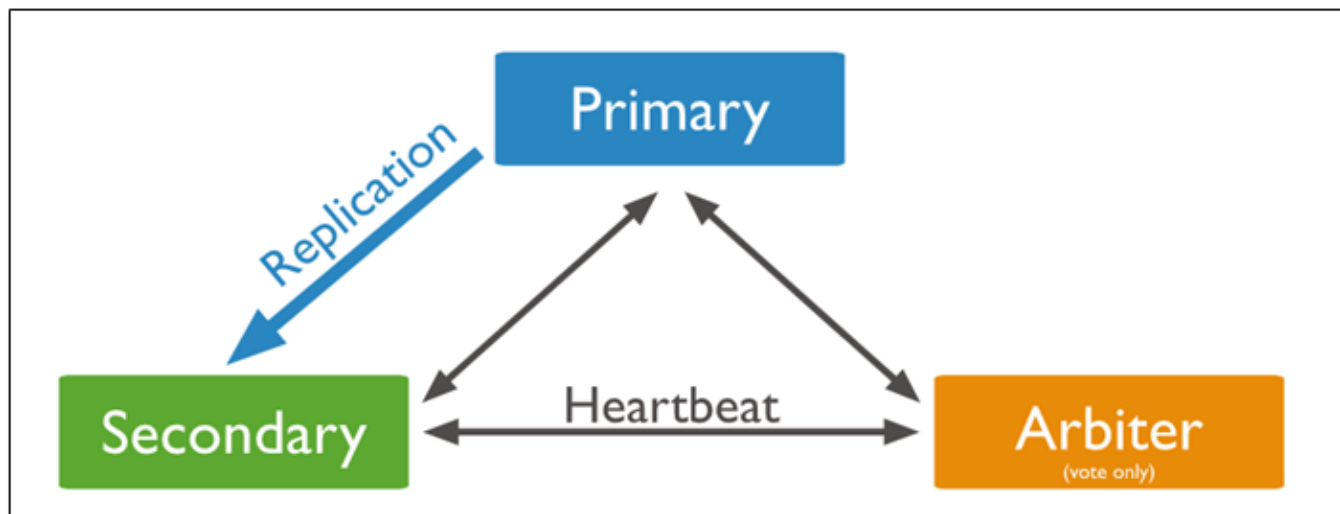 Primary
Replication
Heartbeat
Secondary
Arbiter
(vote only)